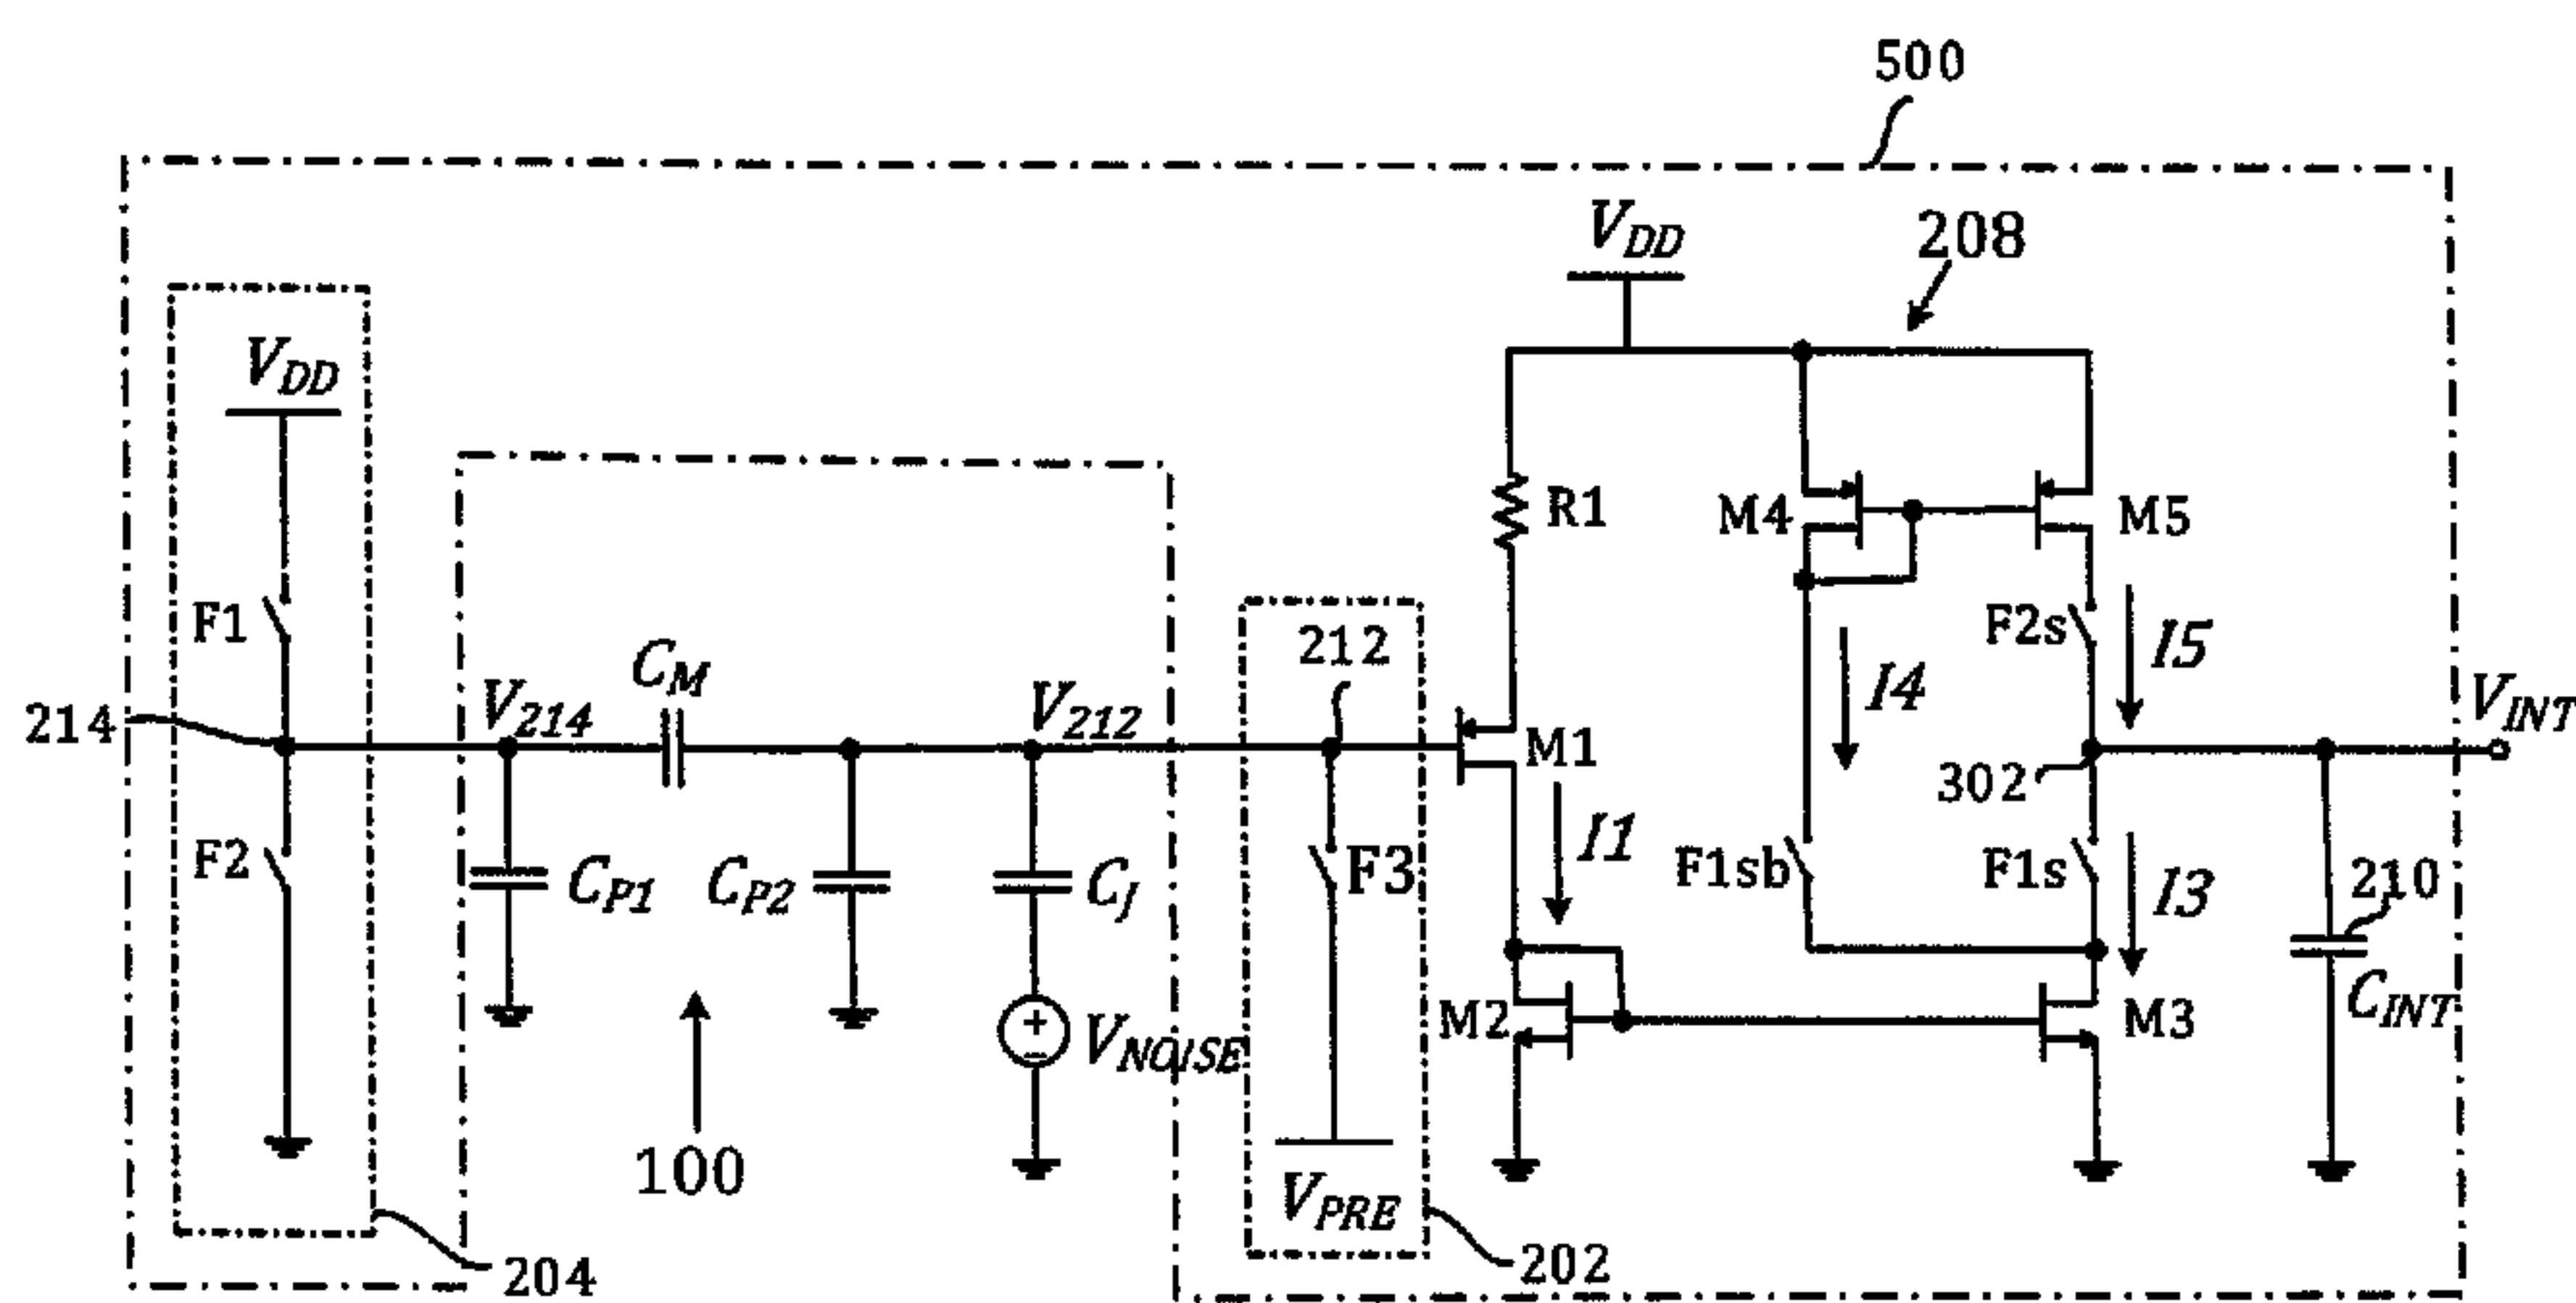 500
V_DD
208
V_DD
R1
M4
M5
F1
C_M
212
F2s
I5
I4
V_INT
214
V_214
V_212
M1
302
F2
C_P1
C_P2
C_J
F3
I1
F1sb
F1s
I3
210
C_INT
M2
M3
V_NOISE
100
V_PRE
204
202